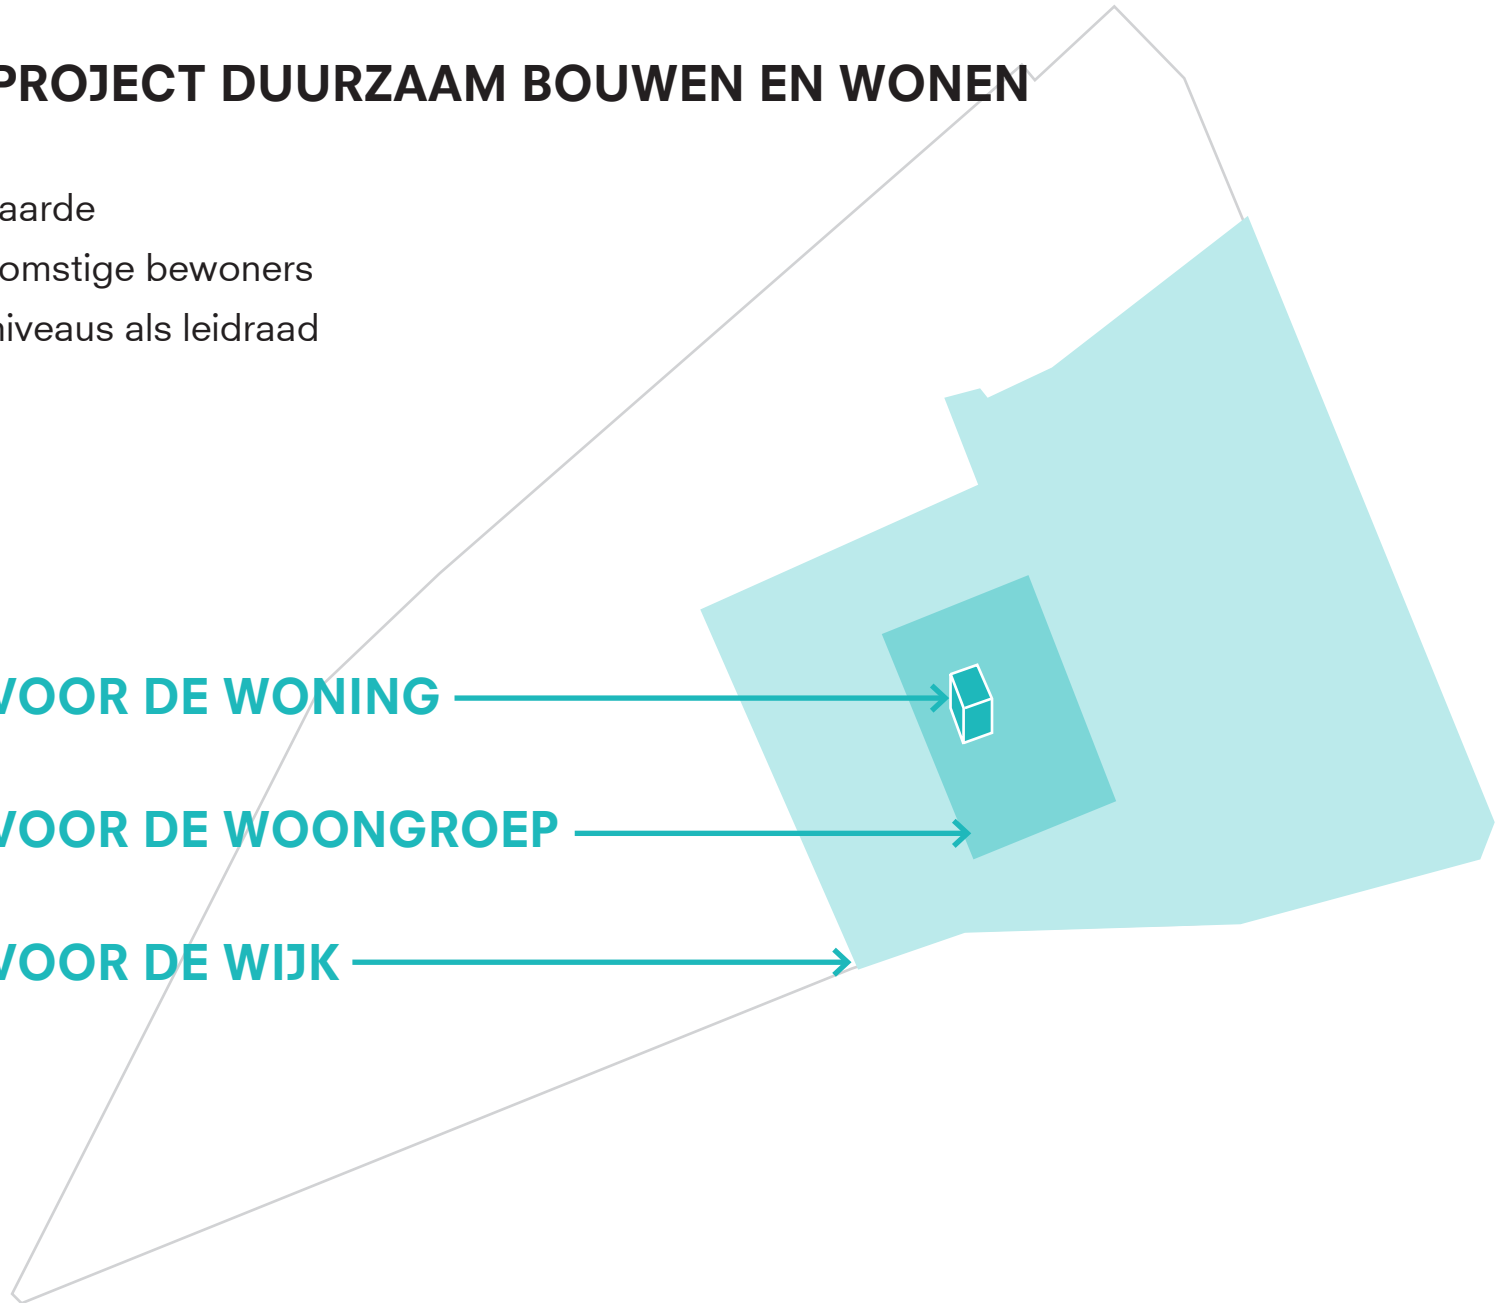 PROJECT DUURZAAM BOUWEN EN WONEN
aarde
omstige bewoners
niveaus als leidraad
VOOR DE WONING
VOOR DE WOONGROEP
VOOR DE WIJK